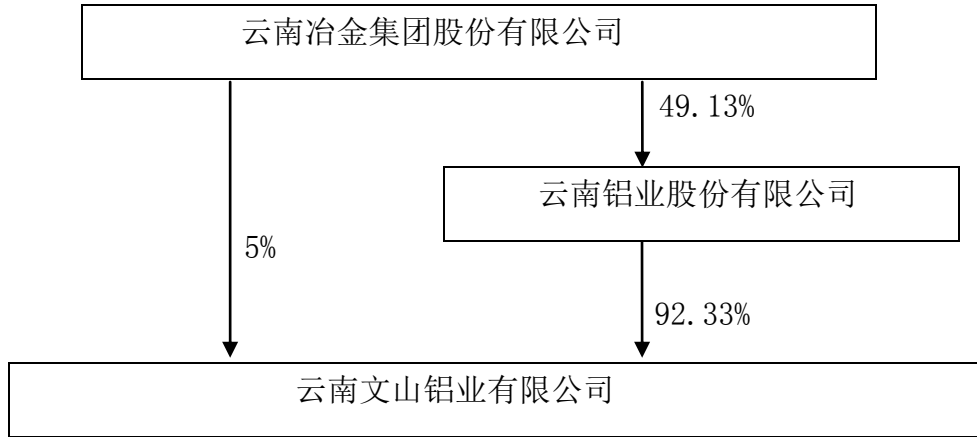 云南冶金集团股份有限公司
49.13%
云南铝业股份有限公司
5%
92.33%
云南文山铝业有限公司